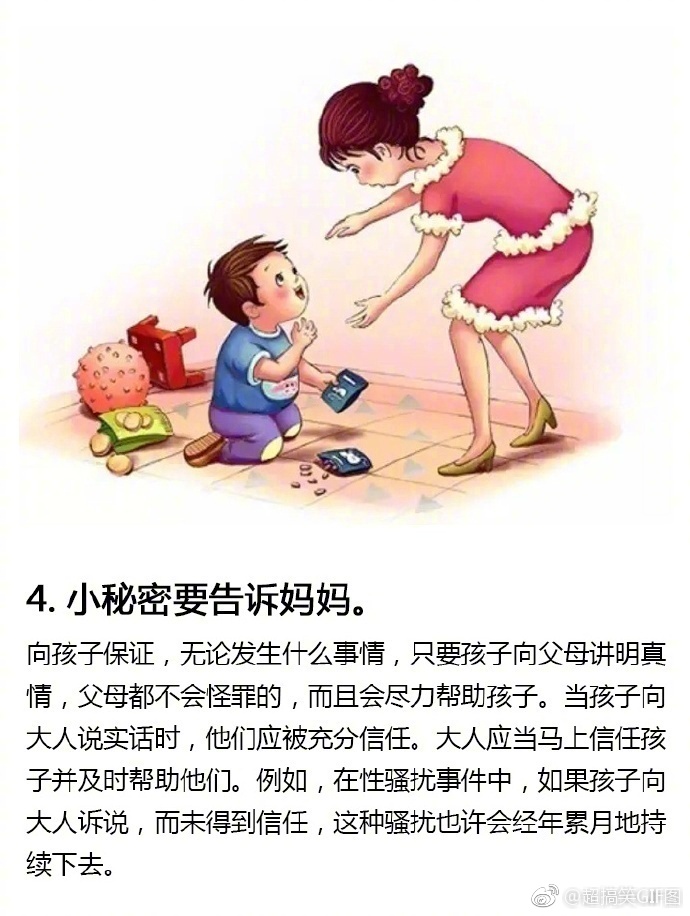 4. 小秘密要告诉妈妈。
向孩子保证，无论发生什么事情，只要孩子向父母讲明真
情，父母都不会怪罪的，而且会尽力帮助孩子。当孩子向
大人说实话时，他们应被充分信任。大人应当马上信任孩
子并及时帮助他们。例如，在性骚扰事件中，如果孩子向
大人诉说，而未得到信任，这种骚扰也许会经年累月地持
续下去。
@超搞笑GIF图